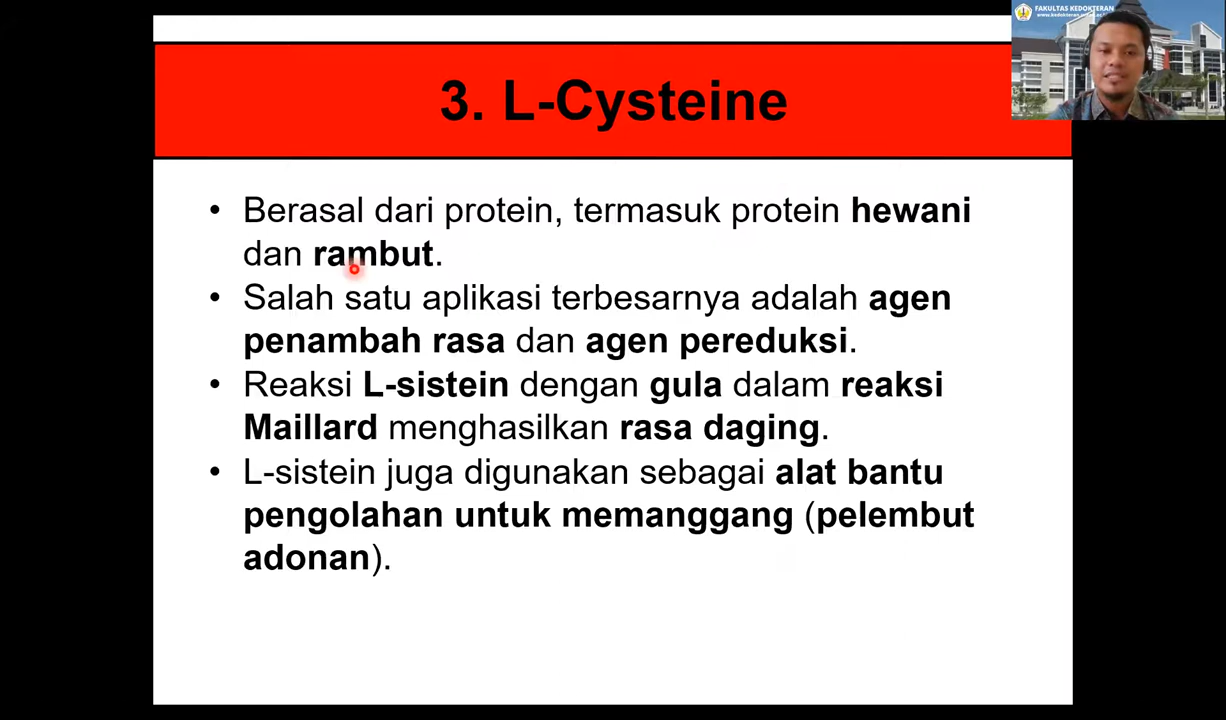 FAKULTAS KEDOKTERAN
3. L-Cysteine
• Berasal dari protein, termasuk protein hewani
dan rambut.
• Salah satu aplikasi terbesarnya adalah agen
penambah rasa dan agen pereduksi.
• Reaksi L-sistein dengan gula dalam reaksi
Maillard menghasilkan rasa daging.
• L-sistein juga digunakan sebagai alat bantu
pengolahan untuk memanggang (pelembut
adonan).